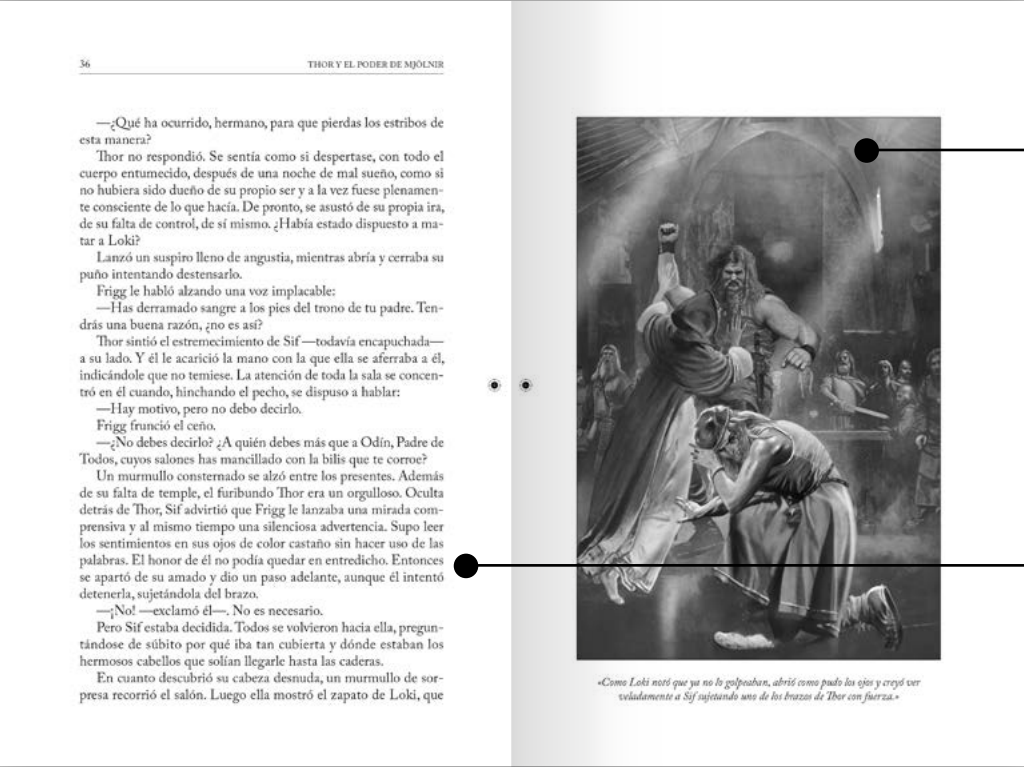 36
THOR Y EL PODER DE MJÖLNIR
—¿Qué ha ocurrido, hermano, para que pierdas los estribos de
esta manera?
Thor no respondió. Se sentía como si despertase, con todo el
cuerpo entumecido, después de una noche de mal sueño, como si
no hubiera sido dueño de su propio ser y a la vez fuese plenamen-
te consciente de lo que hacía. De pronto, se asustó de su propia ira,
de su falta de control, de sí mismo. ¿Había estado dispuesto a ma-
tar a Loki?
Lanzó un suspiro lleno de angustia, mientras abría y cerraba su
puño intentando destensarlo.
Frigg le habló alzando una voz implacable:
—Has derramado sangre a los pies del trono de tu padre. Ten-
drás una buena razón, ¿no es así?
Thor sintió el estremecimiento de Sif —todavía encapuchada—
a su lado. Y él le acarició la mano con la que ella se aferraba a él,
indicándole que no temiese. La atención de toda la sala se concen-
tró en él cuando, hinchando el pecho, se dispuso a hablar:
—Hay motivo, pero no debo decirlo.
Frigg frunció el ceño.
—¿No debes decirlo? ¿A quién debes más que a Odín, Padre de
Todos, cuyos salones has mancillado con la bilis que te corroe?
Un murmullo consternado se alzó entre los presentes. Además
de su falta de temple, el furibundo Thor era un orgulloso. Oculta
detrás de Thor, Sif advirtió que Frigg le lanzaba una mirada com-
prensiva y al mismo tiempo una silenciosa advertencia. Supo leer
los sentimientos en sus ojos de color castaño sin hacer uso de las
palabras. El honor de él no podía quedar en entredicho. Entonces
se apartó de su amado y dio un paso adelante, aunque él intentó
detenerla, sujetándola del brazo.
—¡No! —exclamó él—. No es necesario.
Pero Sif estaba decidida. Todos se volvieron hacia ella, pregun-
tándose de súbito por qué iba tan cubierta y dónde estaban los
hermosos cabellos que solían llegarle hasta las caderas.
En cuanto descubrió su cabeza desnuda, un murmullo de sor-
presa recorrió el salón. Luego ella mostró el zapato de Loki, que
«Como Loki notó que ya no lo golpeaban, abrió como pudo los ojos y creyó ver
veladamente a Sif sujetando uno de los brazos de Thor con fuerza.»